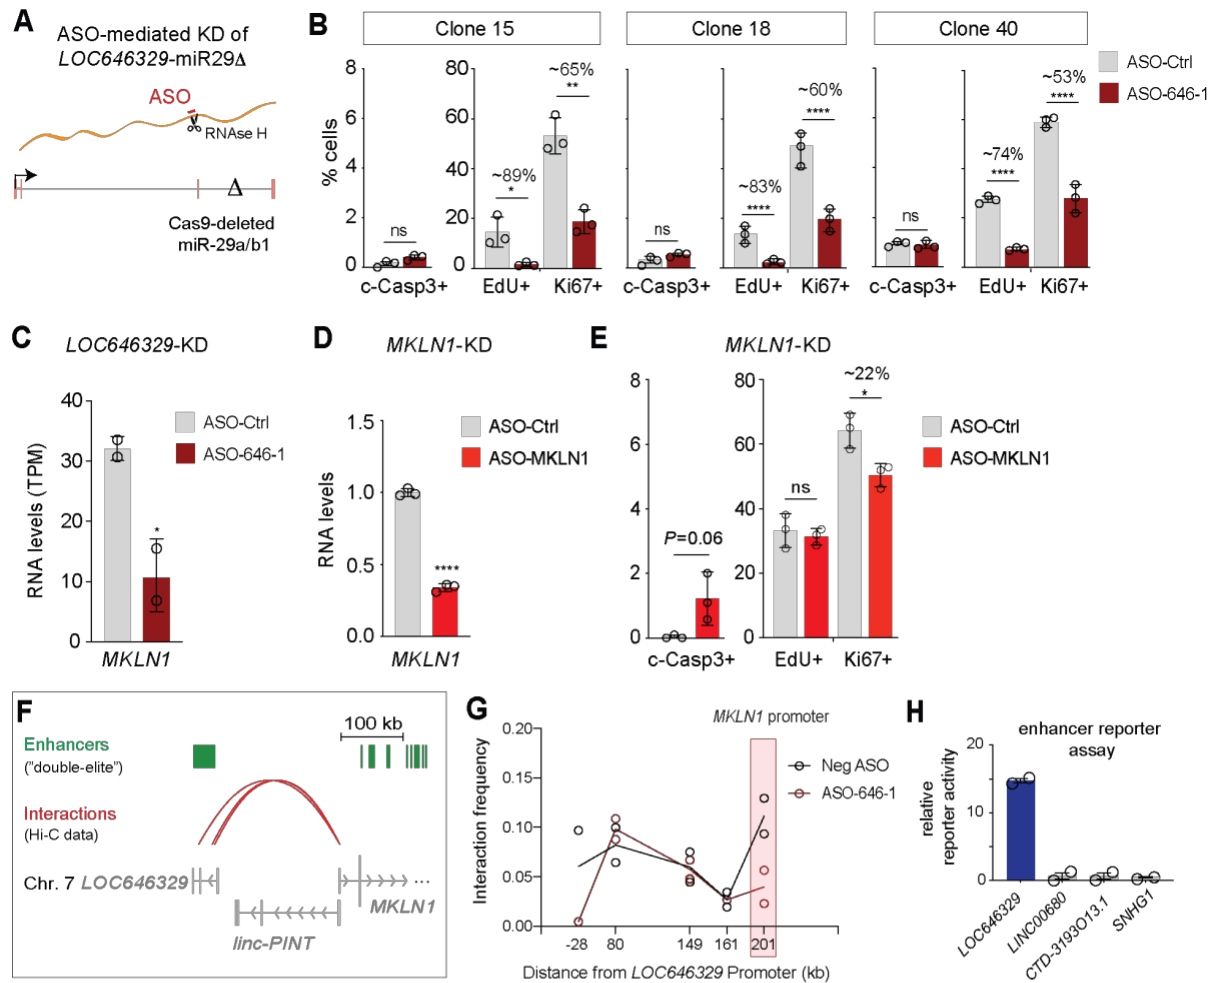 A
ASO-mediated KD of
LOC646329-miR29Δ
ASO
RNAse H
Δ
Cas9-deleted
miR-29a/b1
B
Clone 15
Clone 18
Clone 40
ASO-Ctrl
ASO-646-1
% cells
8
6
4
2
0
ns
c-Casp3+
80
60
40
20
0
~89%
*
~65%
**
EdU+
Ki67+
ns
c-Casp3+
~83%
****
~60%
****
EdU+
Ki67+
ns
c-Casp3+
~74%
****
~53%
****
EdU+
Ki67+
C
LOC646329-KD
RNA levels (TPM)
40
30
20
10
0
*
MKLN1
ASO-Ctrl
ASO-646-1
D
MKLN1-KD
RNA levels
1.5
1.0
0.5
0.0
****
MKLN1
ASO-Ctrl
ASO-MKLN1
E
MKLN1-KD
8
6
4
2
0
P=0.06
c-Casp3+
80
60
40
20
0
ns
~22%
*
EdU+
Ki67+
ASO-Ctrl
ASO-MKLN1
F
100 kb
Enhancers
("double-elite")
Interactions
(Hi-C data)
Chr. 7 LOC646329
MKLN1
...
linc-PINT
G
MKLN1 promoter
Interaction frequency
0.20
0.15
0.10
0.05
0.00
Neg ASO
ASO-646-1
-28
80
149
161
201
Distance from LOC646329 Promoter (kb)
H
enhancer reporter
assay
relative
reporter activity
20
10
0
LOC646329
LINC00680
CTD-3193O13.1
SNHG1